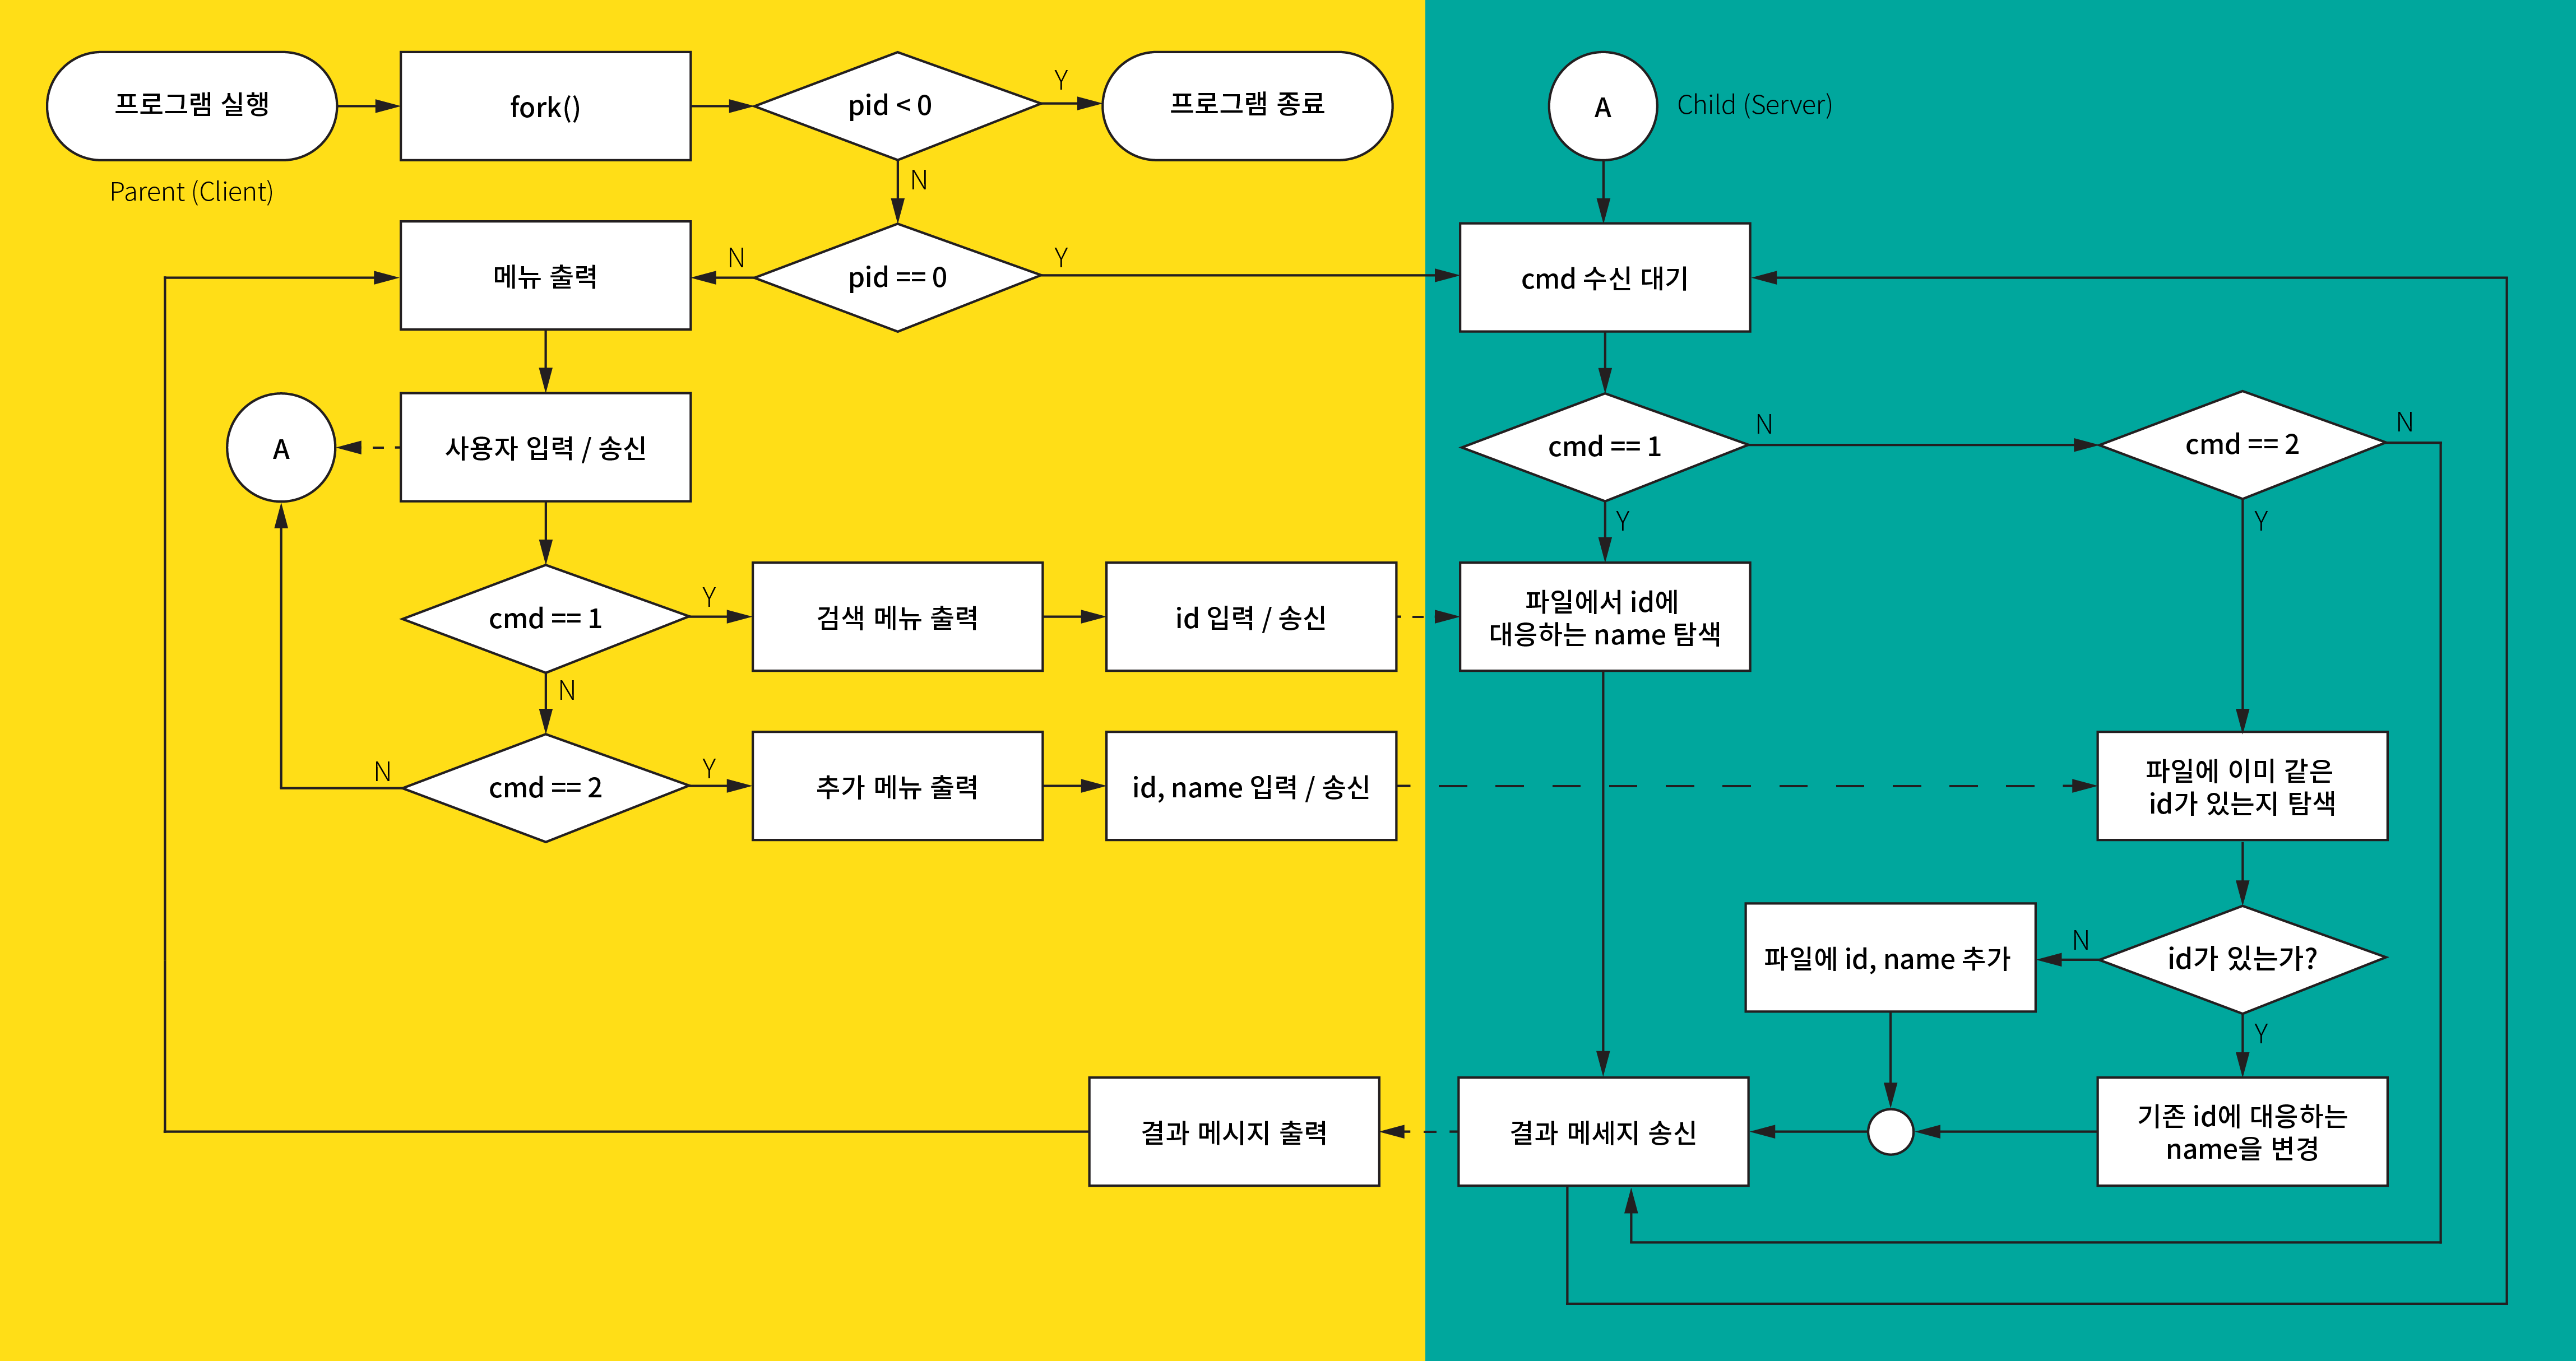 프로그램 실행
fork()
pid < 0
Y
프로그램 종료
A
Child (Server)
Parent (Client)
N
메뉴 출력
N
pid == 0
Y
cmd 수신 대기
A
사용자 입력 / 송신
cmd == 1
N
cmd == 2
N
Y
Y
cmd == 1
Y
검색 메뉴 출력
id 입력 / 송신
파일에서 id에
대응하는 name 탐색
N
N
cmd == 2
Y
추가 메뉴 출력
id, name 입력 / 송신
파일에 이미 같은
id가 있는지 탐색
파일에 id, name 추가
N
id가 있는가?
Y
결과 메시지 출력
결과 메세지 송신
기존 id에 대응하는
name을 변경